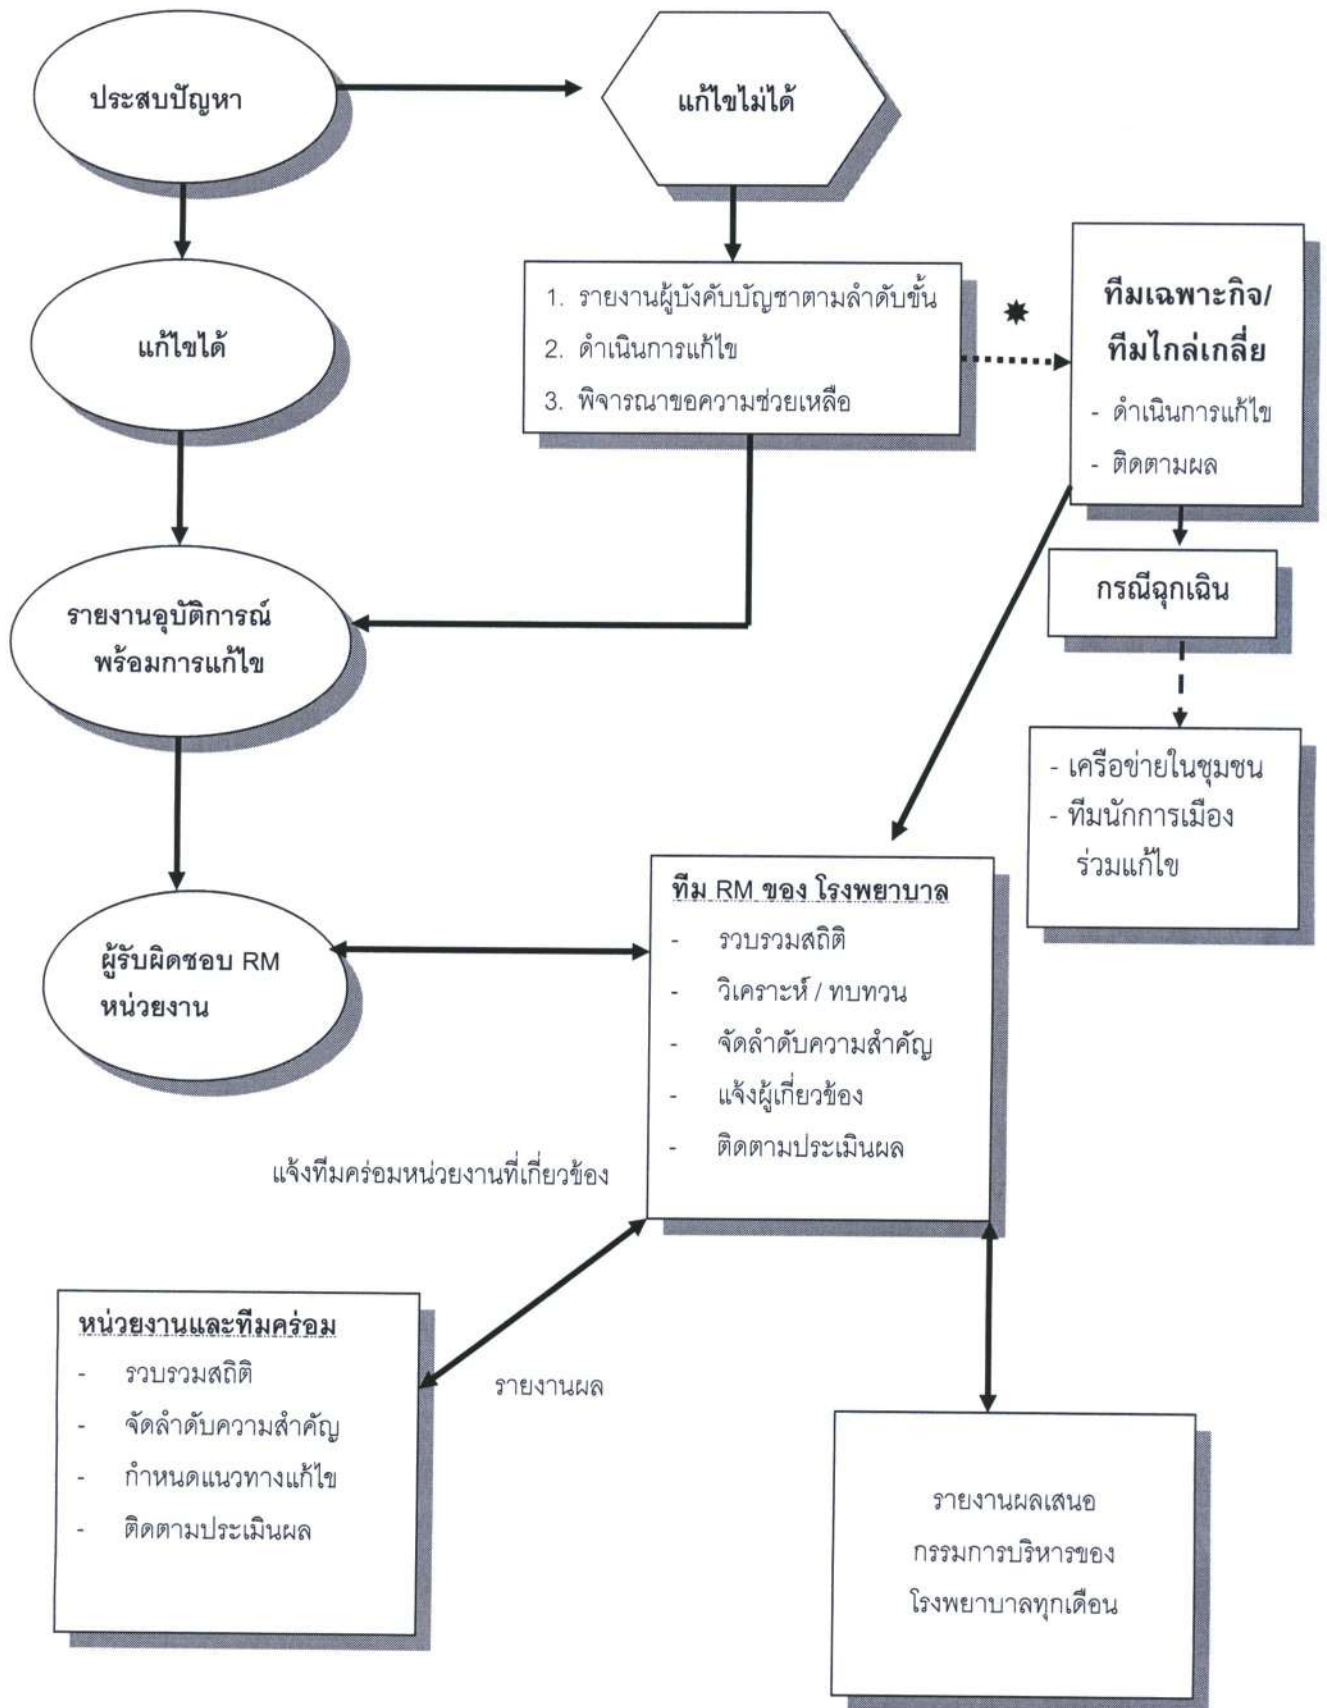 ประสบปัญหา
แก้ไขไม่ได้
แก้ไขได้
1. รายงานผู้บังคับบัญชาตามลำดับขั้น
2. ดำเนินการแก้ไข
3. พิจารณาขอความช่วยเหลือ
ทีมเฉพาะกิจ/
ทีมไกล่เกลี่ย
- ดำเนินการแก้ไข
- ติดตามผล
กรณีฉุกเฉิน
รายงานอุบัติการณ์
พร้อมการแก้ไข
- เครือข่ายในชุมชน
- ทีมนักการเมือง
ร่วมแก้ไข
ผู้รับผิดชอบ RM
หน่วยงาน
ทีม RM ของ โรงพยาบาล
- รวบรวมสถิติ
- วิเคราะห์ / ทบทวน
- จัดลำดับความสำคัญ
- แจ้งผู้เกี่ยวข้อง
- ติดตามประเมินผล
แจ้งทีมคร่อมหน่วยงานที่เกี่ยวข้อง
หน่วยงานและทีมคร่อม
- รวบรวมสถิติ
- จัดลำดับความสำคัญ
- กำหนดแนวทางแก้ไข
- ติดตามประเมินผล
รายงานผล
รายงานผลเสนอ
กรรมการบริหารของ
โรงพยาบาลทุกเดือน